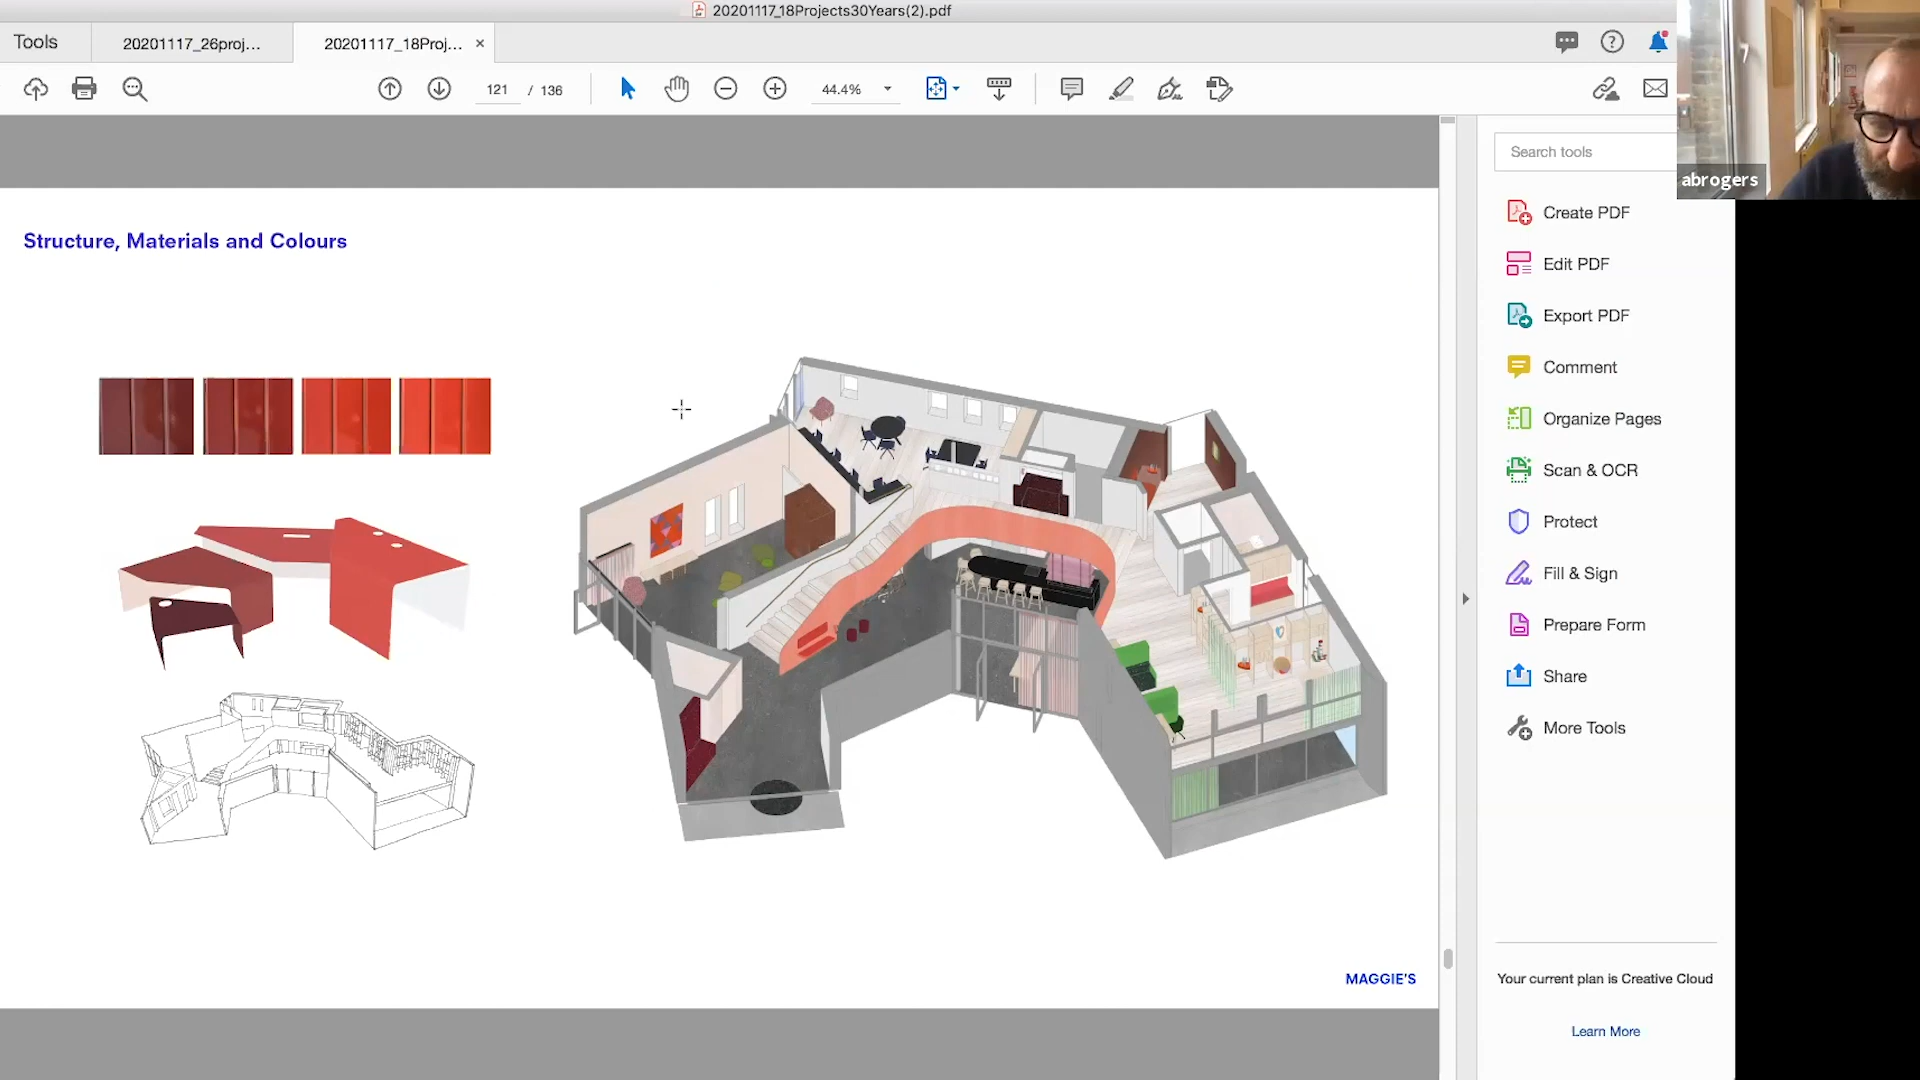 20201117_18Projects30Years(2).pdf
Tools
20201117_26proj...
20201117_18Proj...
121 / 136
44.4%
Search tools
abrogers
Structure, Materials and Colours
Create PDF
Edit PDF
Export PDF
Comment
Organize Pages
Scan & OCR
Protect
Fill & Sign
Prepare Form
Share
More Tools
MAGGIE'S
Your current plan is Creative Cloud
Learn More